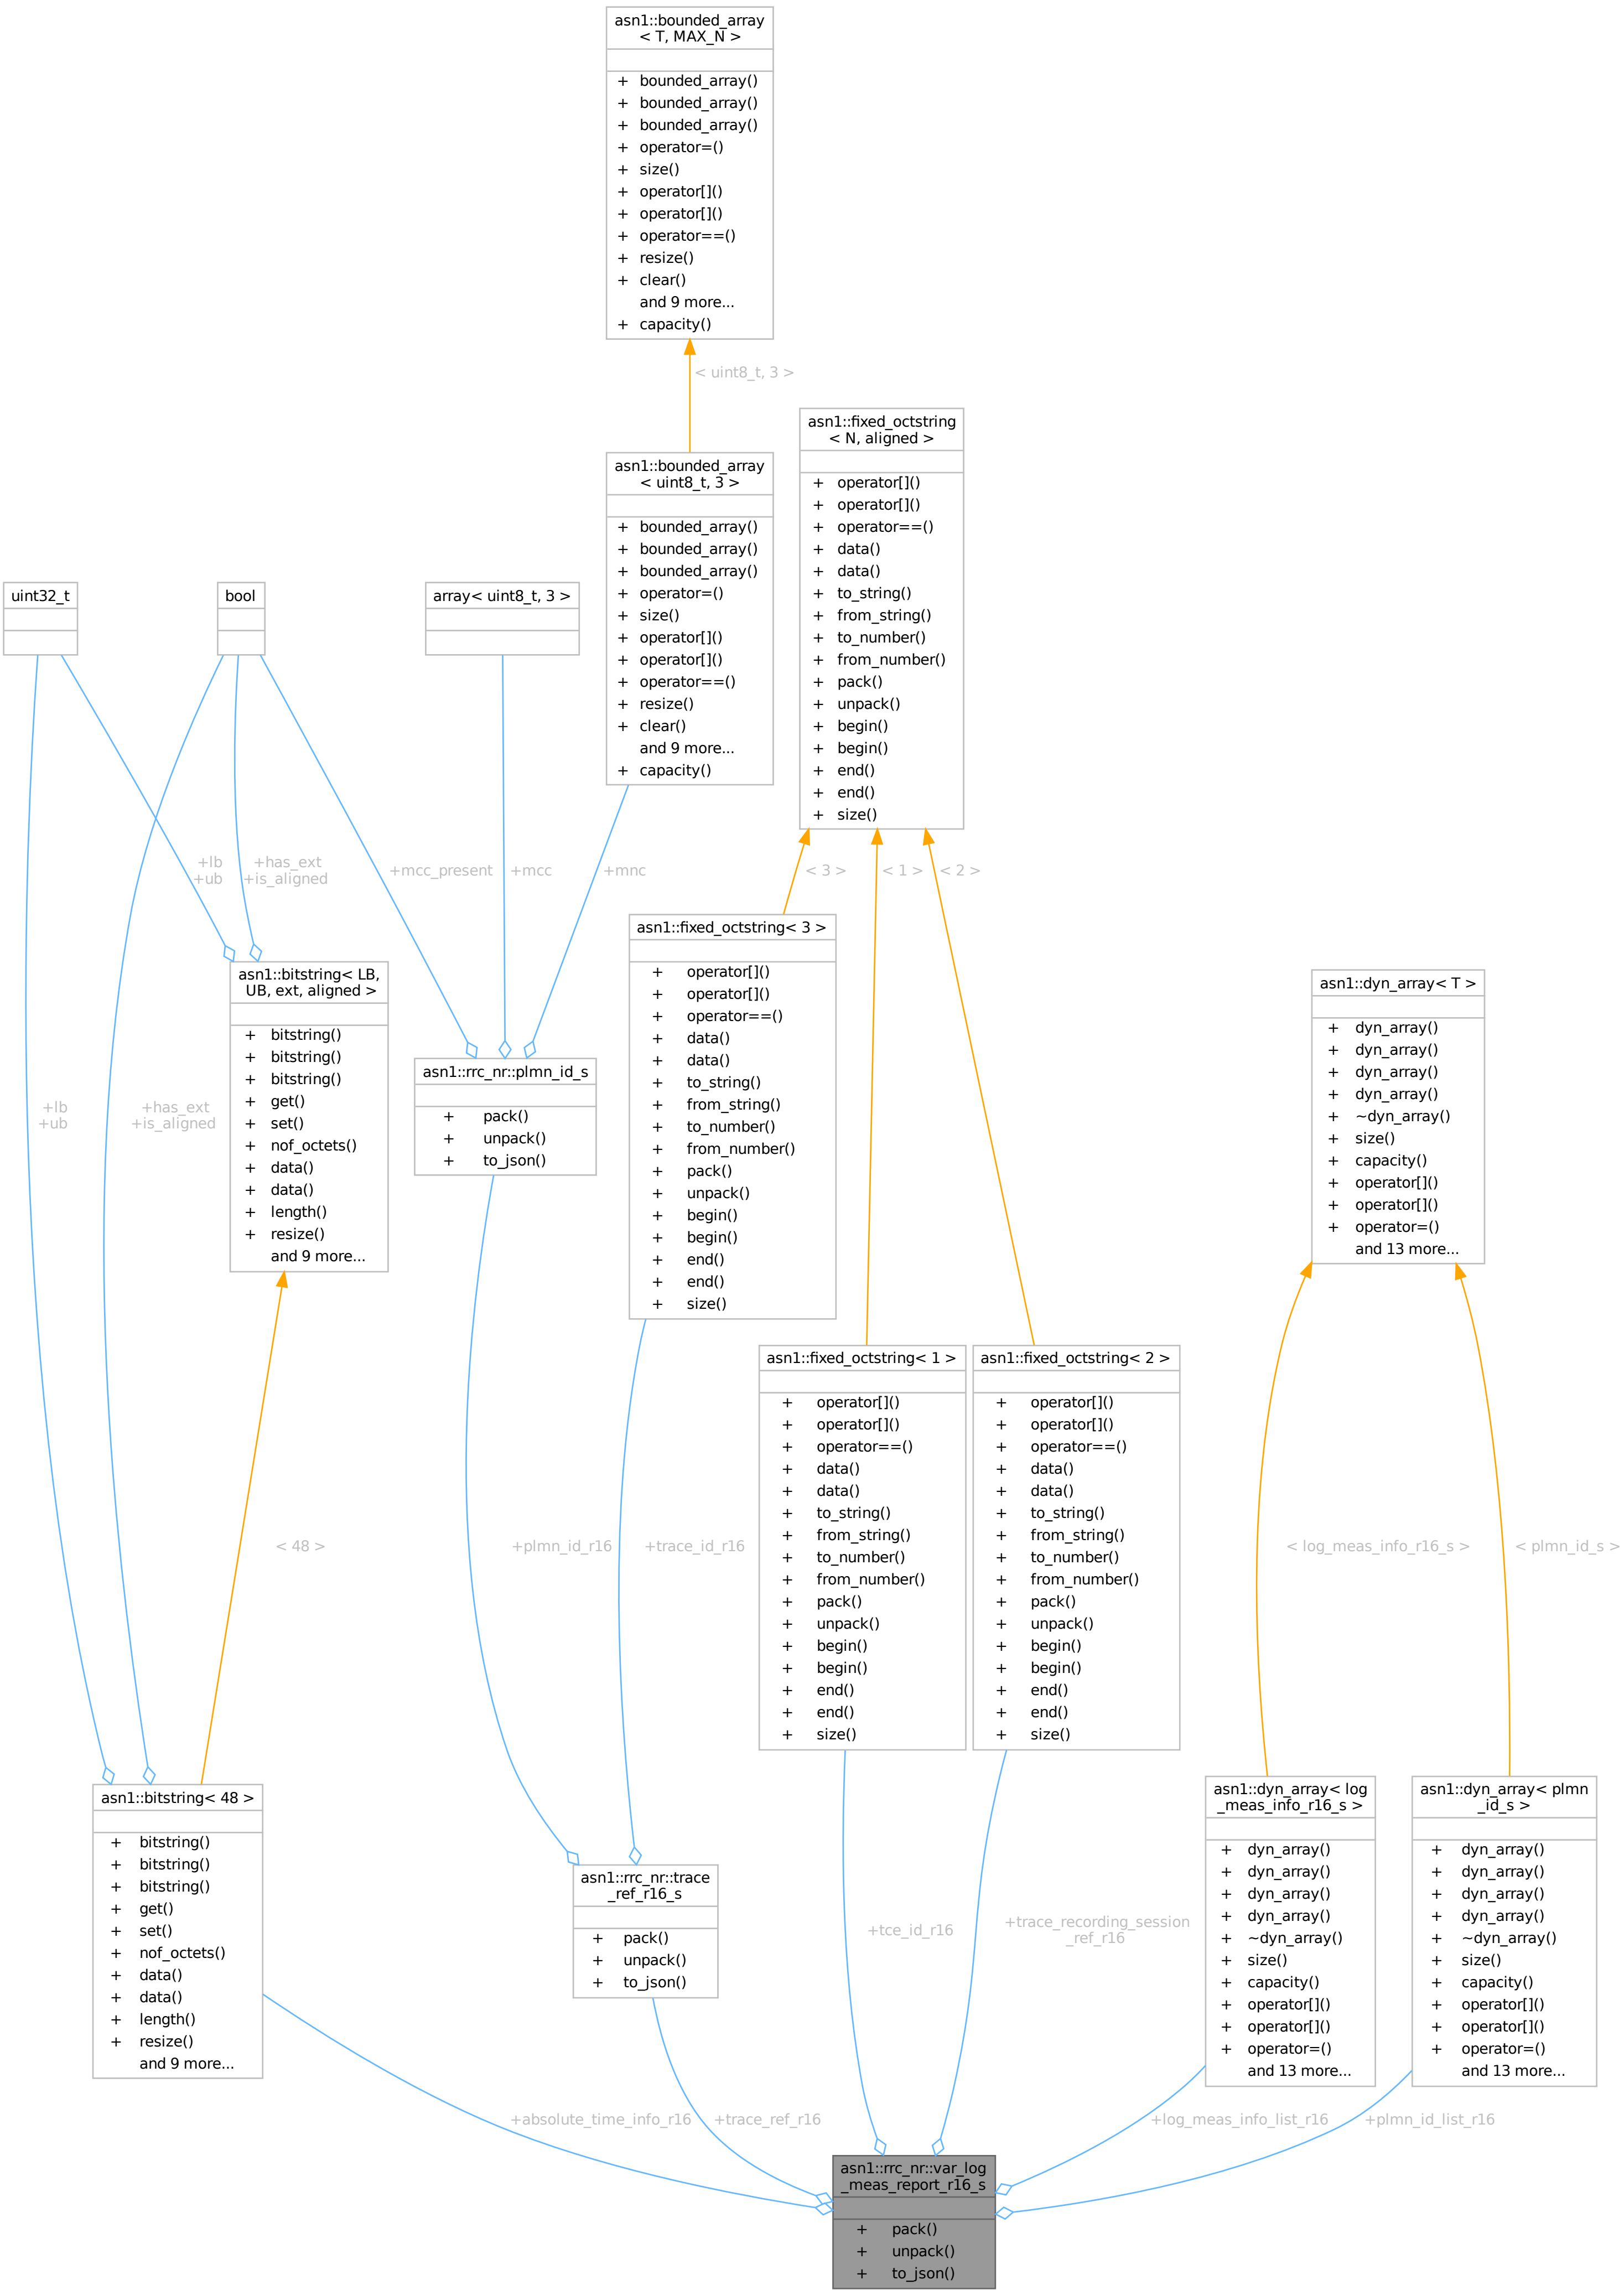 asn1::bounded_array
< T, MAX_N >
+ bounded_array()
+ bounded_array()
+ bounded_array()
+ operator=()
+ size()
+ operator[]()
+ operator[]()
+ operator==()
+ resize()
+ clear()
and 9 more...
+ capacity()
< uint8_t, 3 >
asn1::fixed_octstring
< N, aligned >
+ operator[]()
+ operator[]()
+ operator==()
+ data()
+ data()
+ to_string()
+ from_string()
+ to_number()
+ from_number()
+ pack()
+ unpack()
+ begin()
+ begin()
+ end()
+ end()
+ size()
asn1::bounded_array
< uint8_t, 3 >
+ bounded_array()
+ bounded_array()
+ bounded_array()
+ operator=()
+ size()
+ operator[]()
+ operator[]()
+ operator==()
+ resize()
+ clear()
and 9 more...
+ capacity()
uint32_t
bool
array< uint8_t, 3 >
+lb
+ub
+has_ext
+is_aligned
+mcc_present
+mcc
+mnc
< 3 >
< 1 >
< 2 >
asn1::fixed_octstring< 3 >
+ operator[]()
+ operator[]()
+ operator==()
+ data()
+ data()
+ to_string()
+ from_string()
+ to_number()
+ from_number()
+ pack()
+ unpack()
+ begin()
+ begin()
+ end()
+ end()
+ size()
asn1::bitstring< LB,
UB, ext, aligned >
+ bitstring()
+ bitstring()
+ bitstring()
+ get()
+ set()
+ nof_octets()
+ data()
+ data()
+ length()
+ resize()
and 9 more...
asn1::dyn_array< T >
+ dyn_array()
+ dyn_array()
+ dyn_array()
+ dyn_array()
+ ~dyn_array()
+ size()
+ capacity()
+ operator[]()
+ operator[]()
+ operator=()
and 13 more...
asn1::rrc_nr::plmn_id_s
+ pack()
+ unpack()
+ to_json()
+lb
+ub
+has_ext
+is_aligned
asn1::fixed_octstring< 1 >
+ operator[]()
+ operator[]()
+ operator==()
+ data()
+ data()
+ to_string()
+ from_string()
+ to_number()
+ from_number()
+ pack()
+ unpack()
+ begin()
+ begin()
+ end()
+ end()
+ size()
asn1::fixed_octstring< 2 >
+ operator[]()
+ operator[]()
+ operator==()
+ data()
+ data()
+ to_string()
+ from_string()
+ to_number()
+ from_number()
+ pack()
+ unpack()
+ begin()
+ begin()
+ end()
+ end()
+ size()
< 48 >
+plmn_id_r16
+trace_id_r16
< log_meas_info_r16_s >
< plmn_id_s >
asn1::bitstring< 48 >
+ bitstring()
+ bitstring()
+ bitstring()
+ get()
+ set()
+ nof_octets()
+ data()
+ data()
+ length()
+ resize()
and 9 more...
asn1::rrc_nr::trace
_ref_r16_s
+ pack()
+ unpack()
+ to_json()
+tce_id_r16
+trace_recording_session
_ref_r16
asn1::dyn_array< log
_meas_info_r16_s >
+ dyn_array()
+ dyn_array()
+ dyn_array()
+ dyn_array()
+ ~dyn_array()
+ size()
+ capacity()
+ operator[]()
+ operator[]()
+ operator=()
and 13 more...
asn1::dyn_array< plmn
_id_s >
+ dyn_array()
+ dyn_array()
+ dyn_array()
+ dyn_array()
+ ~dyn_array()
+ size()
+ capacity()
+ operator[]()
+ operator[]()
+ operator=()
and 13 more...
+absolute_time_info_r16
+trace_ref_r16
+log_meas_info_list_r16
+plmn_id_list_r16
asn1::rrc_nr::var_log
_meas_report_r16_s
+ pack()
+ unpack()
+ to_json()